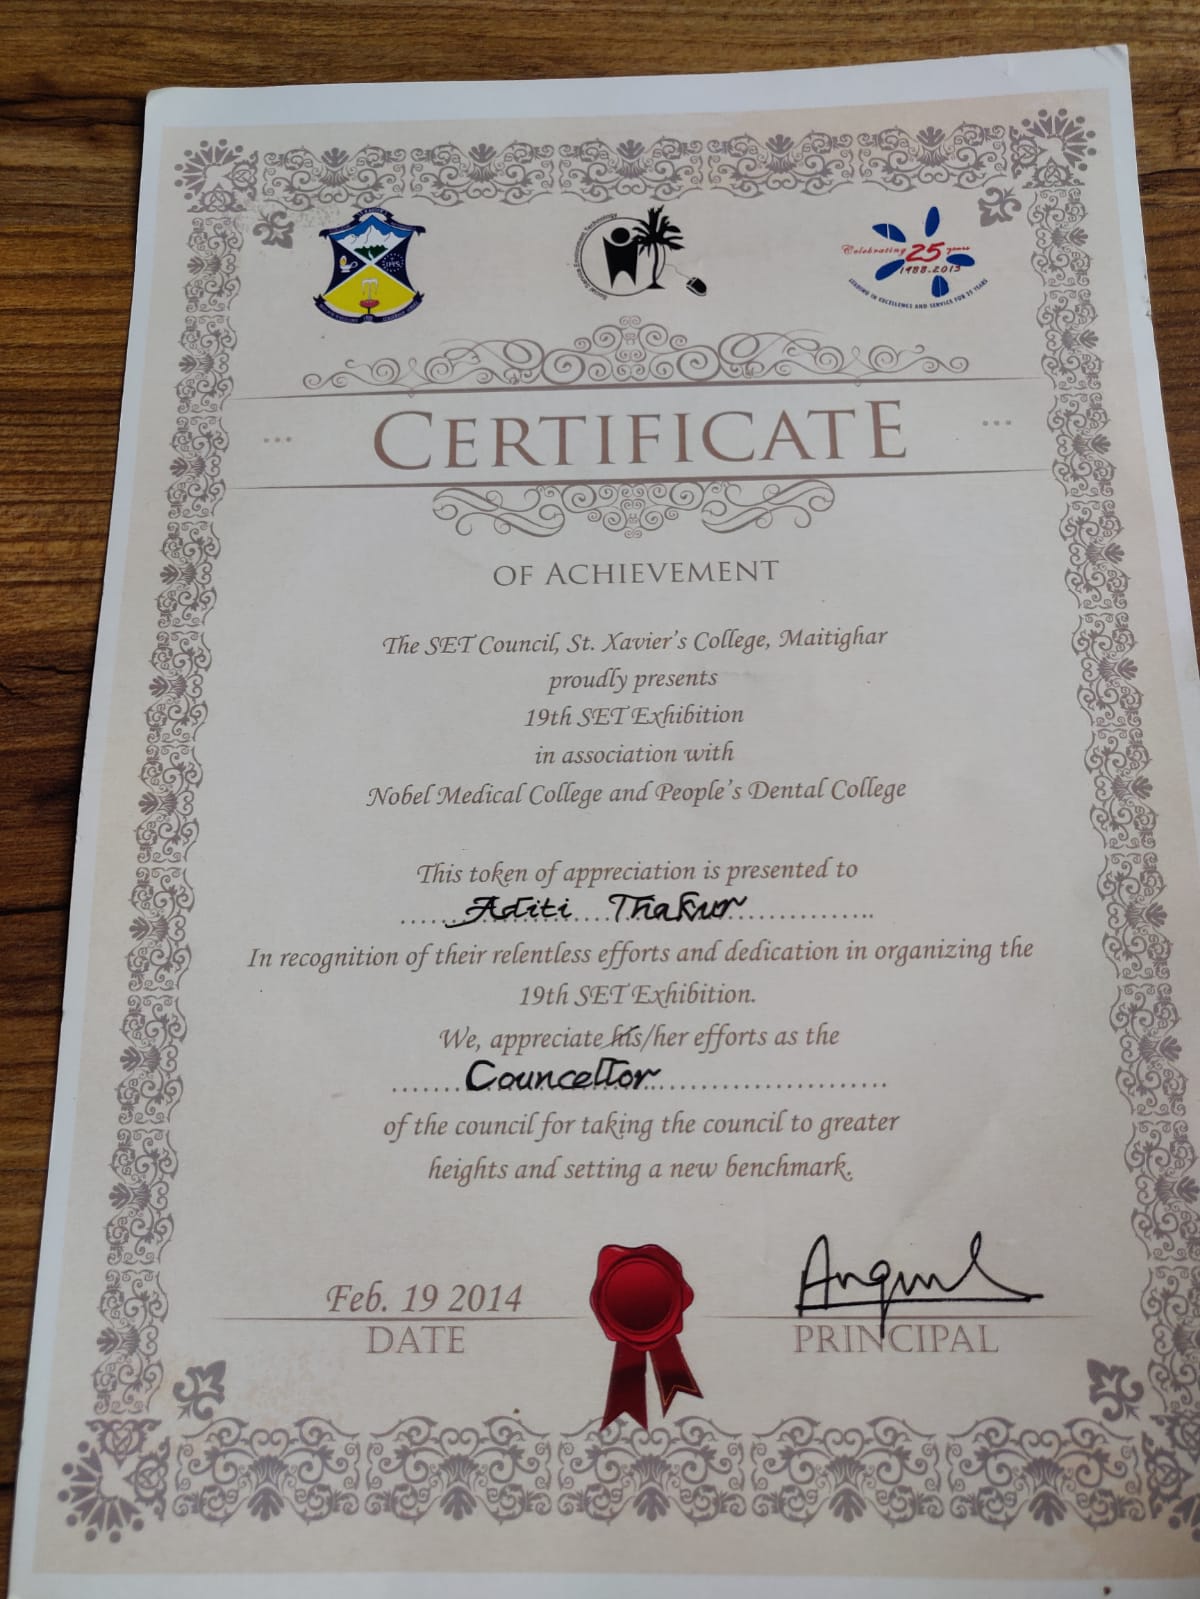 Social Service Environment Technology
Celebrating 25 years
1988-2013
LEADING IN EXCELLENCE AND SERVICE FOR 25 YEARS
CERTIFICATE
OF ACHIEVEMENT
The SET Council, St. Xavier's College, Maitighar
proudly presents
19th SET Exhibition
in association with
Nobel Medical College and People's Dental College
This token of appreciation is presented to
Aditi Thakur
In recognition of their relentless efforts and dedication in organizing the
19th SET Exhibition.
We, appreciate his/her efforts as the
Councellor
of the council for taking the council to greater
heights and setting a new benchmark.
Feb. 19 2014
DATE
PRINCIPAL